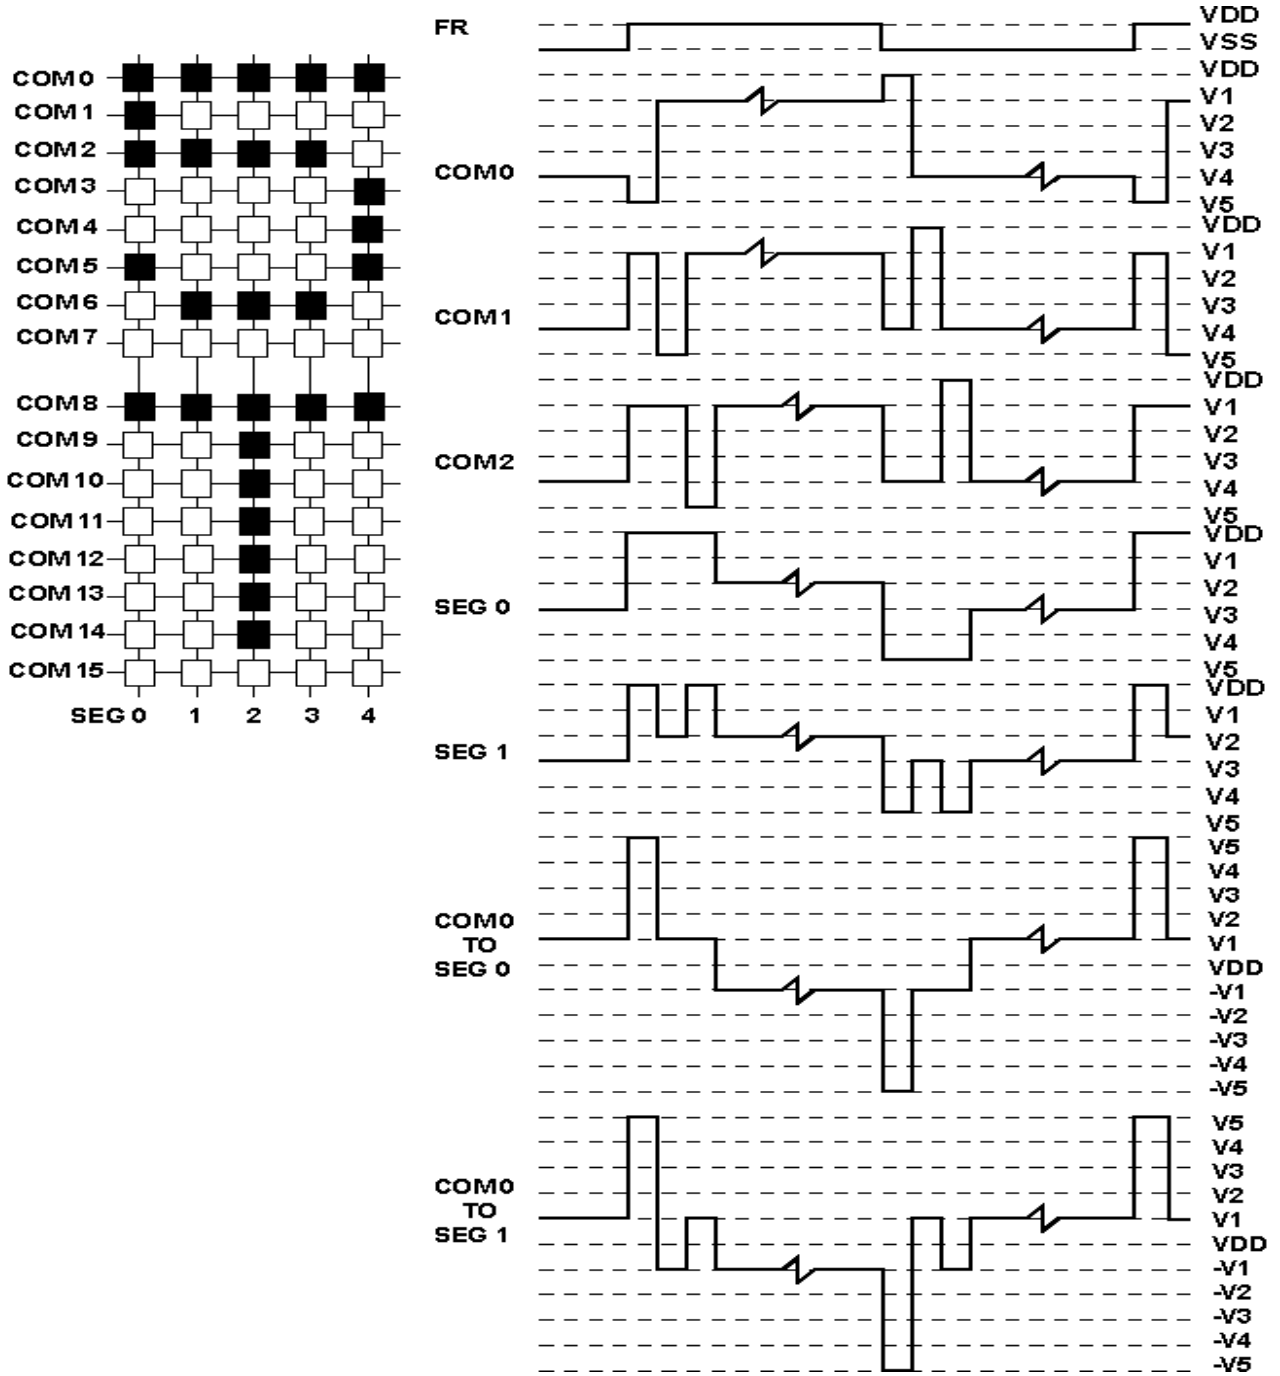 COM0
COM1
COM2
COM3
COM4
COM5
COM6
COM7
COM8
COM9
COM10
COM11
COM12
COM13
COM14
COM15
SEG 0 1 2 3 4
FR
VDD
VSS
COM0
VDD
V1
V2
V3
V4
V5
COM1
VDD
V1
V2
V3
V4
V5
COM2
VDD
V1
V2
V3
V4
V5
SEG 0
VDD
V1
V2
V3
V4
V5
SEG 1
VDD
V1
V2
V3
V4
V5
COM0
TO
SEG 0
V5
V4
V3
V2
V1
VDD
-V1
-V2
-V3
-V4
-V5
COM0
TO
SEG 1
V5
V4
V3
V2
V1
VDD
-V1
-V2
-V3
-V4
-V5